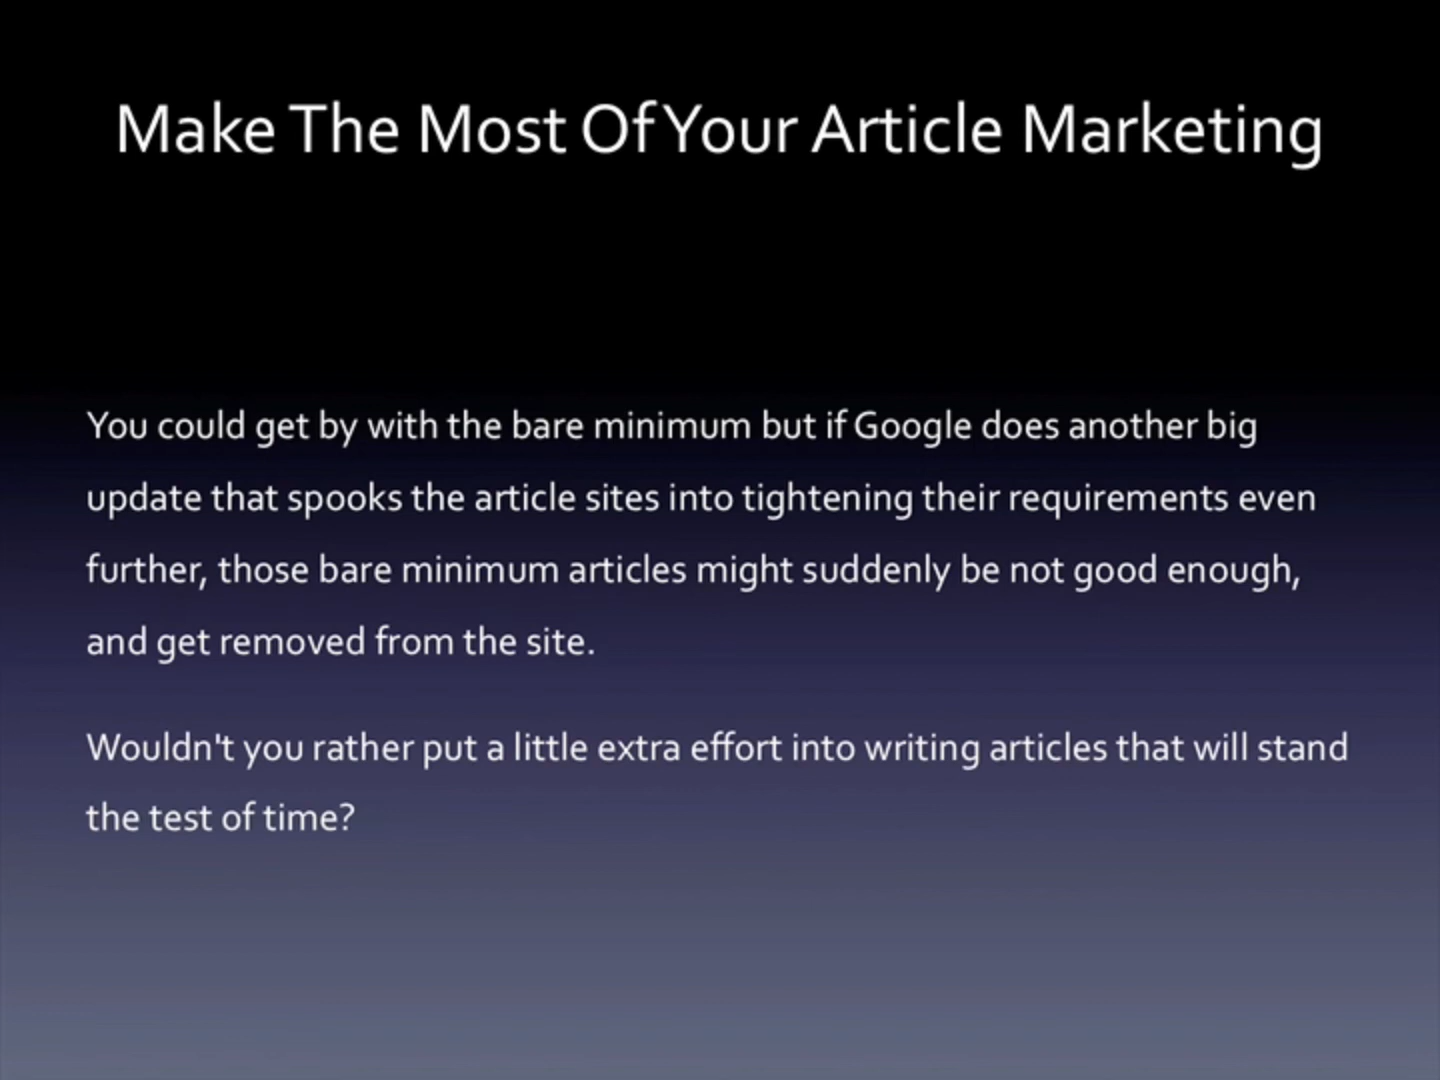 Make The Most Of Your Article Marketing
You could get by with the bare minimum but if Google does another big
update that spooks the article sites into tightening their requirements even
further, those bare minimum articles might suddenly be not good enough,
and get removed from the site.
Wouldn't you rather put a little extra effort into writing articles that will stand
the test of time?